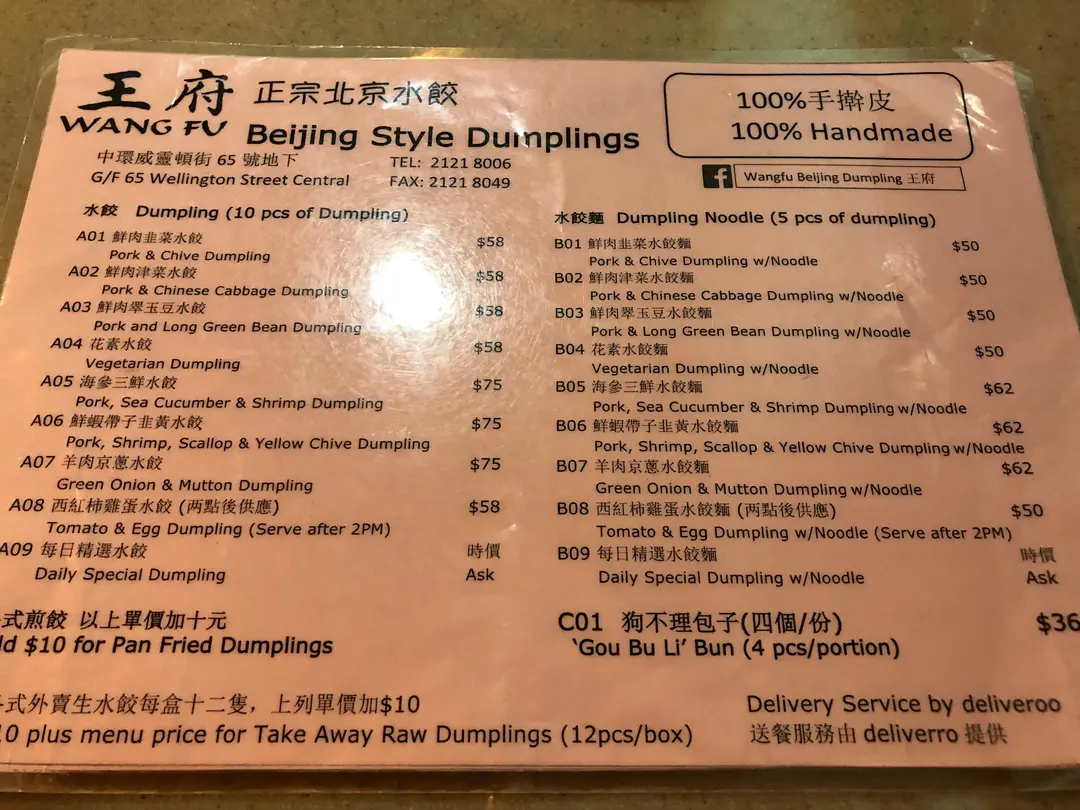 王府 正宗北京水餃
WANG FU Beijing Style Dumplings
100%手擀皮
100% Handmade
中環威靈頓街 65 號地下 TEL: 2121 8006
G/F 65 Wellington Street Central FAX: 2121 8049
Wangfu Beijing Dumpling 王府
水餃 Dumpling (10 pcs of Dumpling)
A01 鮮肉韭菜水餃 $58
Pork & Chive Dumpling
A02 鮮肉津菜水餃 $58
Pork & Chinese Cabbage Dumpling
A03 鮮肉翠玉豆水餃 $58
Pork and Long Green Bean Dumpling
A04 花素水餃 $58
Vegetarian Dumpling
A05 海參三鮮水餃 $75
Pork, Sea Cucumber & Shrimp Dumpling
A06 鮮蝦帶子韭黃水餃 $75
Pork, Shrimp, Scallop & Yellow Chive Dumpling
A07 羊肉京蔥水餃 $75
Green Onion & Mutton Dumpling
A08 西紅柿雞蛋水餃 (两點後供應) $58
Tomato & Egg Dumpling (Serve after 2PM)
A09 每日精選水餃 時價
Daily Special Dumpling Ask
式煎餃 以上單價加十元
$10 for Pan Fried Dumplings
水餃麵 Dumpling Noodle (5 pcs of dumpling)
B01 鮮肉韭菜水餃麵 $50
Pork & Chive Dumpling w/Noodle
B02 鮮肉津菜水餃麵 $50
Pork & Chinese Cabbage Dumpling w/Noodle
B03 鮮肉翠玉豆水餃麵 $50
Pork & Long Green Bean Dumpling w/Noodle
B04 花素水餃麵 $50
Vegetarian Dumpling w/Noodle
B05 海參三鮮水餃麵 $62
Pork, Sea Cucumber & Shrimp Dumpling w/Noodle
B06 鮮蝦帶子韭黃水餃麵 $62
Pork, Shrimp, Scallop & Yellow Chive Dumpling w/Noodle
B07 羊肉京蔥水餃麵 $62
Green Onion & Mutton Dumpling w/Noodle
B08 西紅柿雞蛋水餃麵 (两點後供應) $50
Tomato & Egg Dumpling w/Noodle (Serve after 2PM)
B09 每日精選水餃麵 時價
Daily Special Dumpling w/Noodle Ask
C01 狗不理包子(四個/份) $36
‘Gou Bu Li’ Bun (4 pcs/portion)
式外賣生水餃每盒十二隻，上列單價加$10
10 plus menu price for Take Away Raw Dumplings (12pcs/box)
Delivery Service by deliveroo
送餐服務由 deliverro 提供